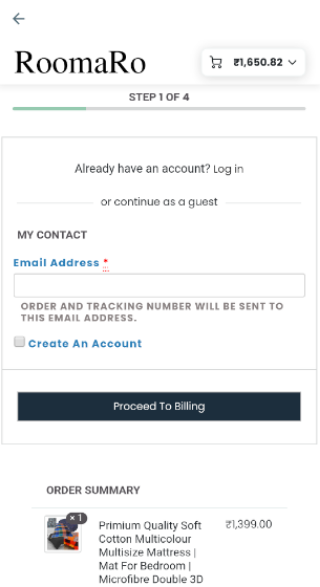 RoomaRo
₹1,650.82
STEP 1 OF 4
Already have an account? Log in
or continue as a guest
MY CONTACT
Email Address *
ORDER AND TRACKING NUMBER WILL BE SENT TO
THIS EMAIL ADDRESS.
Create An Account
Proceed To Billing
ORDER SUMMARY
× 1
Primium Quality Soft
Cotton Multicolour
Multisize Mattress |
Mat For Bedroom |
Microfibre Double 3D
₹1,399.00